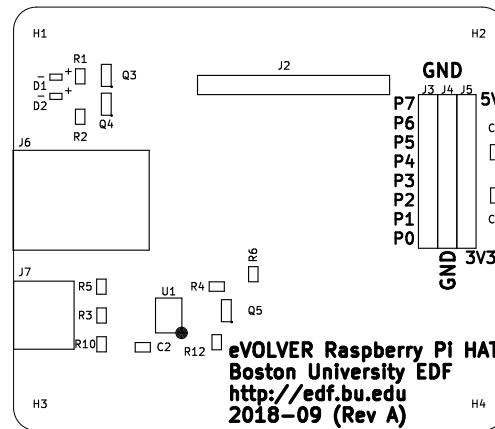 H1
H2
R1
J2
Q3
GND
D1
J3 J4 J5
5V
P7
D2
P6
Q4
R2
P5
J6
P4
P3
P2
P1
P0
GND
3V3
R6
J7
R5
R4
U1
R3
Q5
R10
C2
R12
eVOLVER Raspberry Pi HAT
Boston University EDF
http://edf.bu.edu
2018-09 (Rev A)
H3
H4